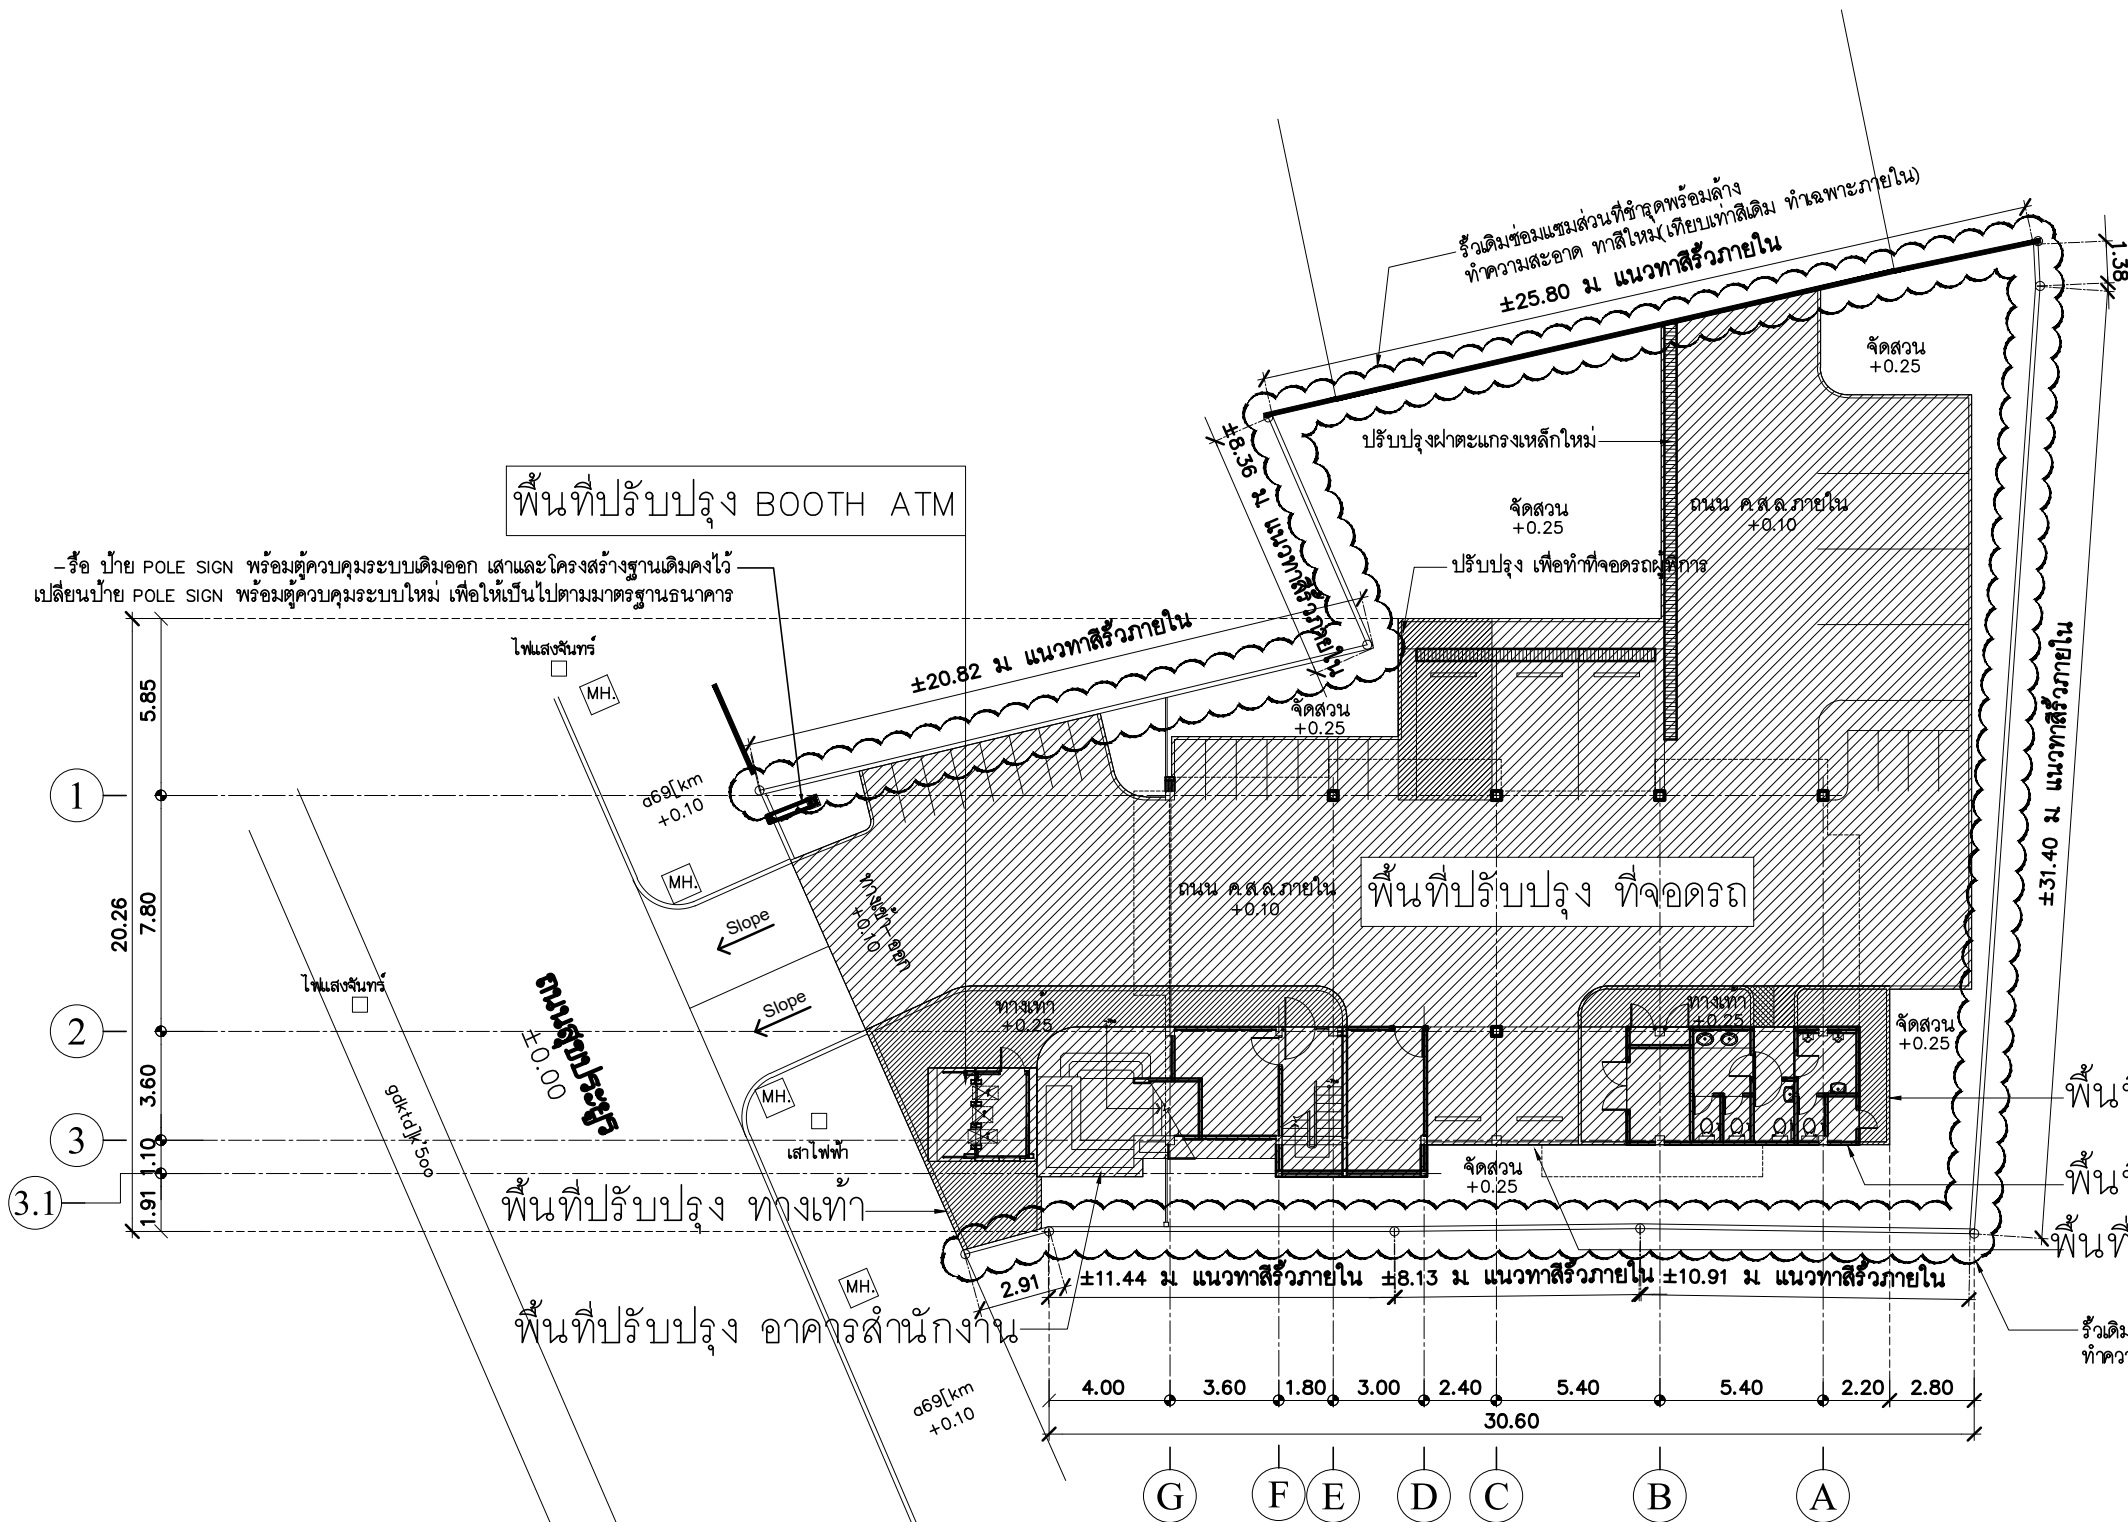 รั้วเดิมซ่อมแซมส่วนที่ชำรุดพร้อมล้าง
ทำความสะอาด ทาสีใหม่(เทียบเท่าสีเดิม ทำเฉพาะภายใน)
±25.80 ม แนวทาสีรั้วภายใน
1.38
จัดสวน
+0.25
±8.36 ม แนวทาสีรั้วภายใน
ปรับปรุงฝาตะแกรงเหล็กใหม่
พื้นที่ปรับปรุง BOOTH ATM
จัดสวน
+0.25
ถนน ค.ส.ล.ภายใน
+0.10
-รื้อ ป้าย POLE SIGN พร้อมตู้ควบคุมระบบเดิมออก เสาและโครงสร้างฐานเดิมคงไว้
เปลี่ยนป้าย POLE SIGN พร้อมตู้ควบคุมระบบใหม่ เพื่อให้เป็นไปตามมาตรฐานธนาคาร
ปรับปรุง เพื่อทำที่จอดรถผู้พิการ
ไฟแสงจันทร์
MH.
±20.82 ม แนวทาสีรั้วภายใน
±31.40 ม แนวทาสีรั้วภายใน
จัดสวน
+0.25
5.85
1
a69[km
+0.10
MH.
20.26
7.80
ทางเข้า-ออก
+0.10
ถนน ค.ส.ล.ภายใน
+0.10
พื้นที่ปรับปรุง ที่จอดรถ
Slope
Slope
ไฟแสงจันทร์
ถนนสุขประยูร
±0.00
ทางเท้า
+0.25
ทางเท้า
+0.25
จัดสวน
+0.25
2
3.60
gdktd]k'5oo
MH.
เสาไฟฟ้า
3
1.10
3.1
1.91
จัดสวน
+0.25
พื้นที่ปรับปรุง ทางเท้า
MH.
2.91
±11.44 ม แนวทาสีรั้วภายใน
±8.13 ม แนวทาสีรั้วภายใน
±10.91 ม แนวทาสีรั้วภายใน
พื้นที่ปรับปรุง อาคารสำนักงาน
รั้วเดิม
ทำควา
a69[km
+0.10
4.00 3.60 1.80 3.00 2.40 5.40 5.40 2.20 2.80
30.60
G F E D C B A